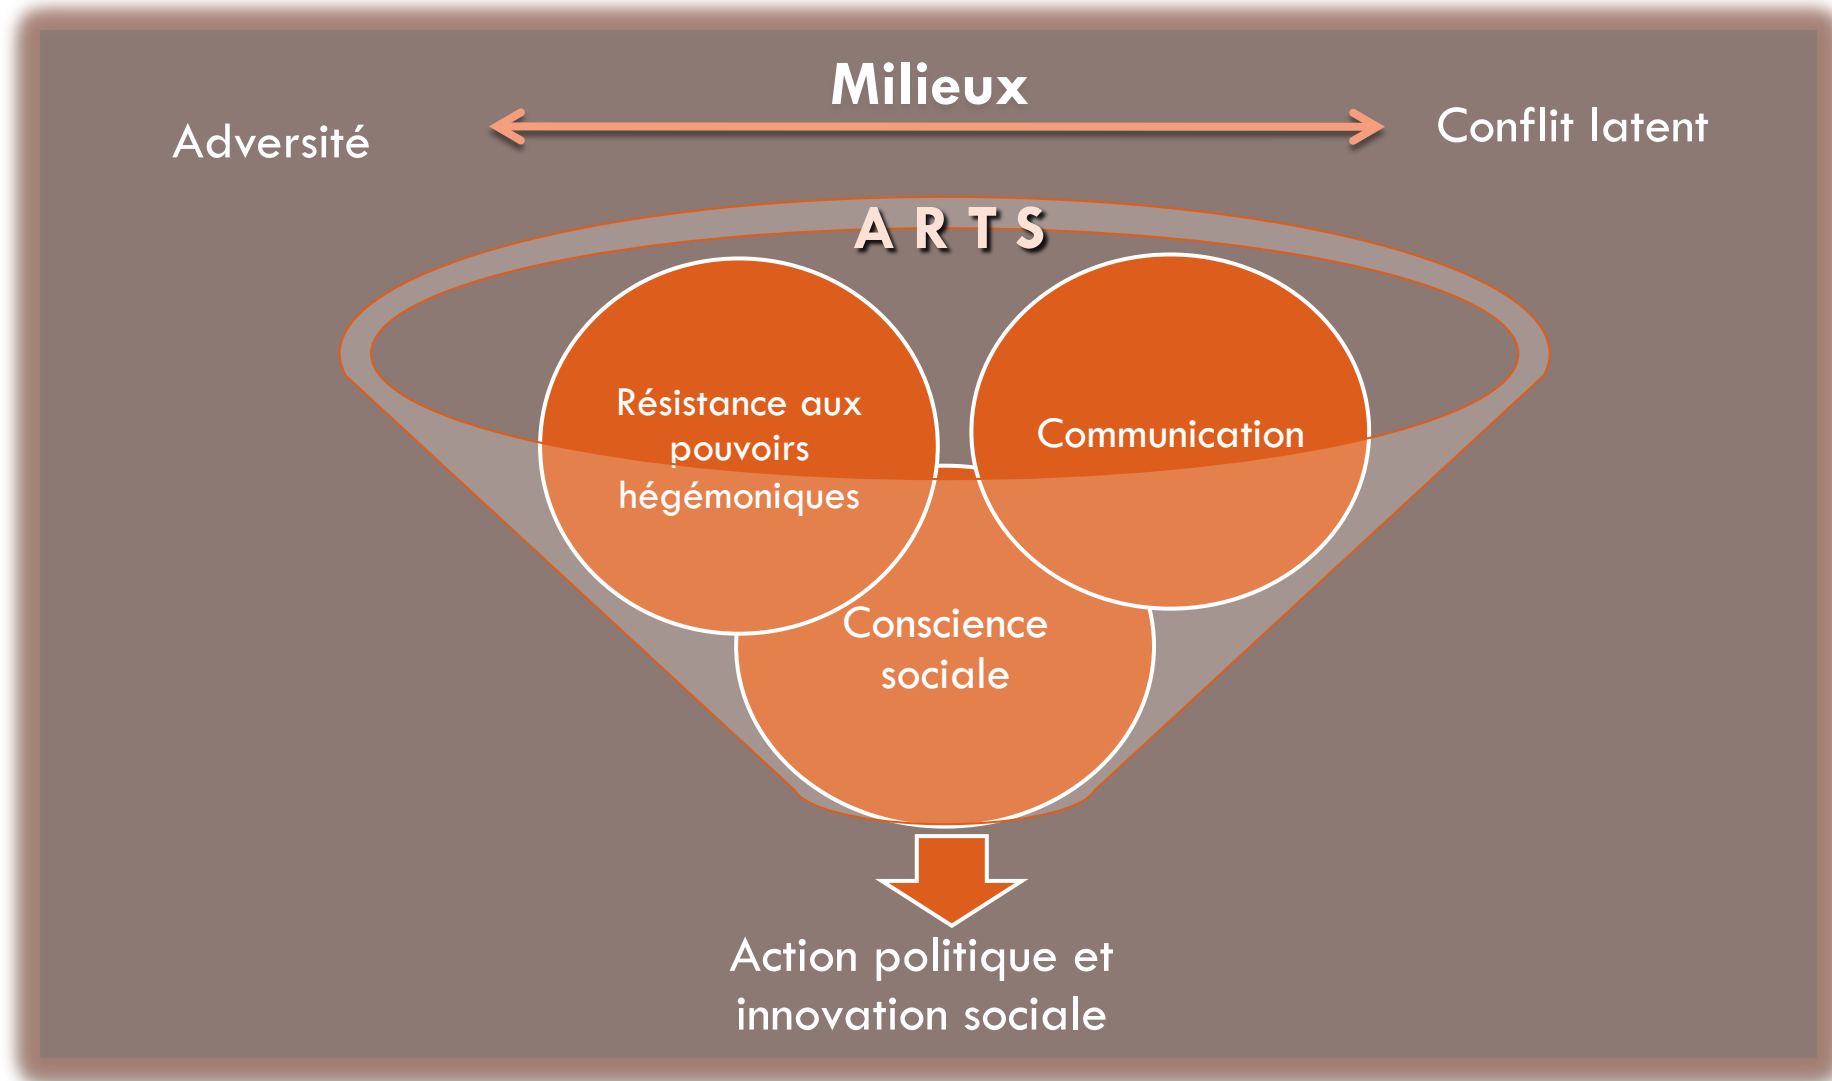 Milieux
Adversité
Conflit latent
A R T S
Résistance aux
pouvoirs
hégémoniques
Communication
Conscience
sociale
Action politique et
innovation sociale